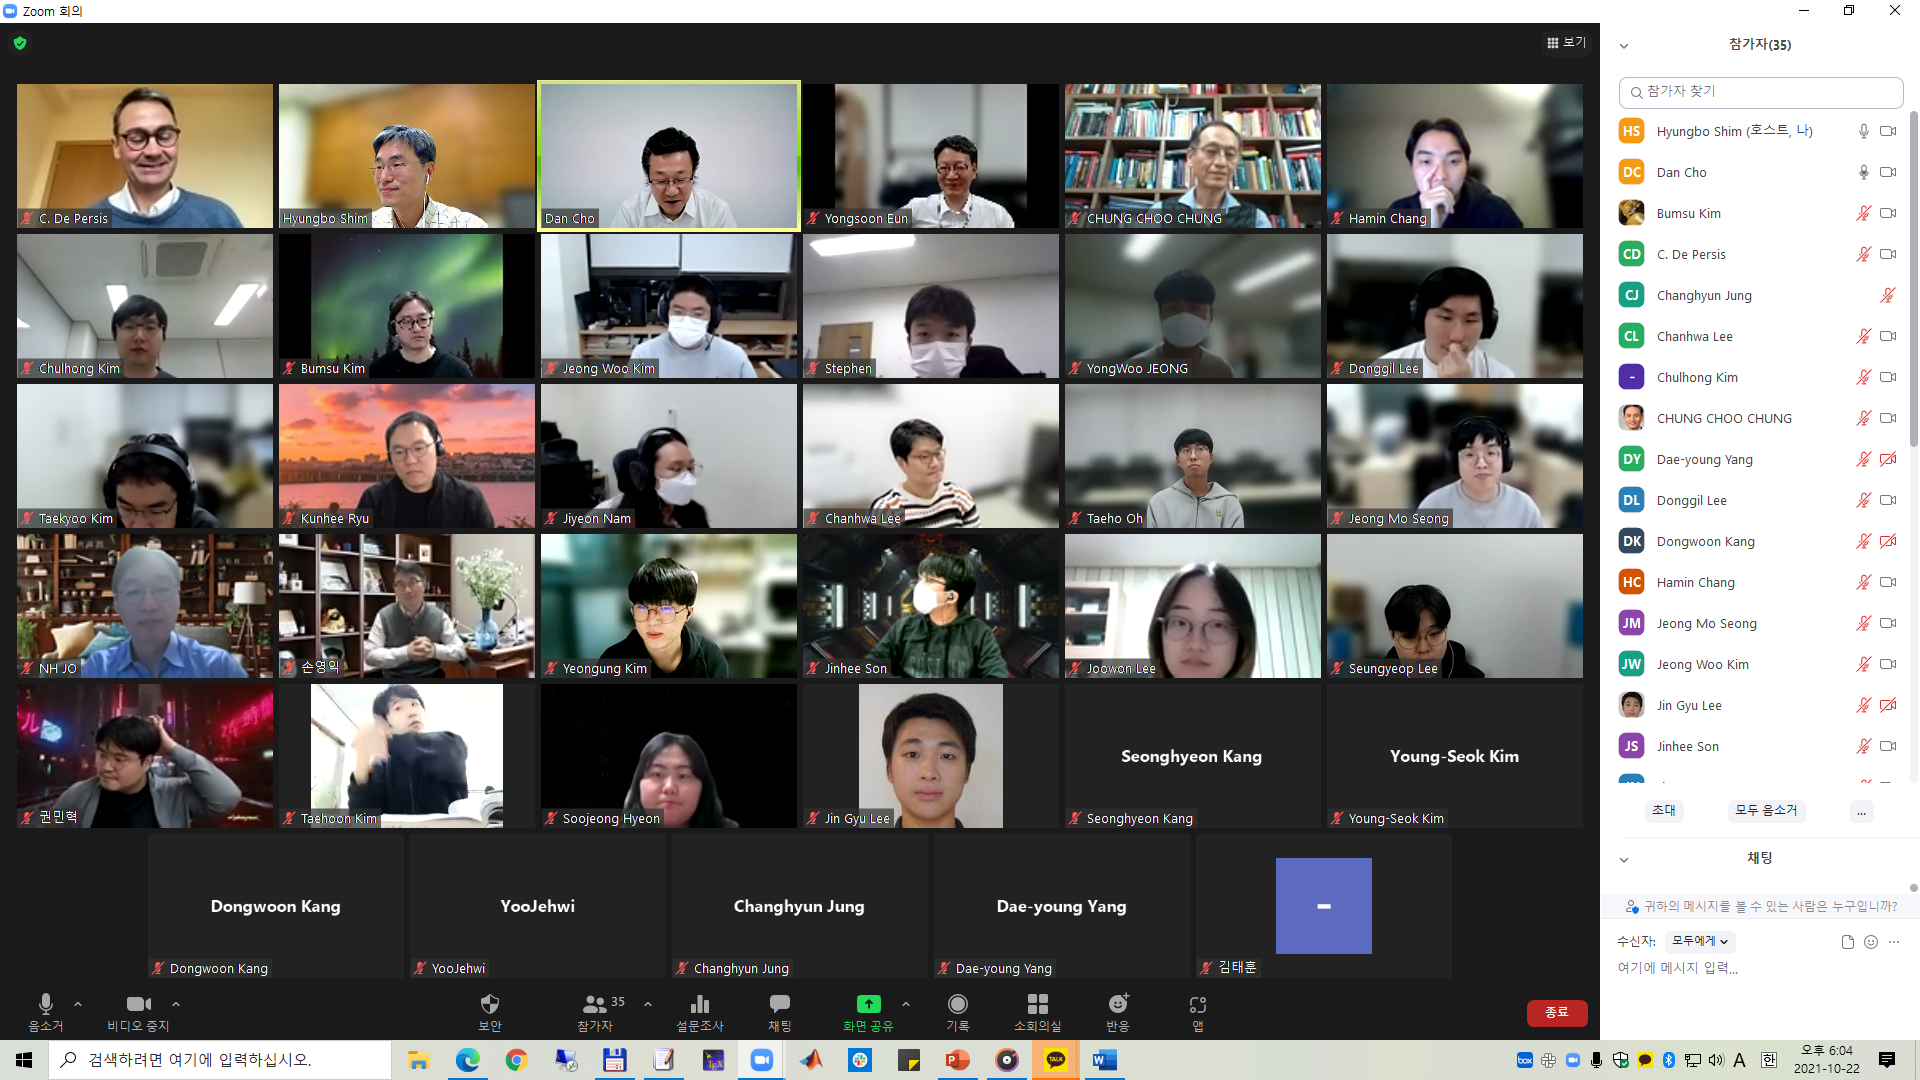 Zoom 회의
보기
C. De Persis
Hyungbo Shim
Dan Cho
Yongsoon Eun
CHUNG CHOO CHUNG
Hamin Chang
Chulhong Kim
Bumsu Kim
Jeong Woo Kim
Stephen
YongWoo JEONG
Donggil Lee
Taekyoo Kim
Kunhee Ryu
Jiyeon Nam
Chanhwa Lee
Taeho Oh
Jeong Mo Seong
NH JO
손영익
Yeongung Kim
Jinhee Son
Joowon Lee
Seungyeop Lee
권민혁
Taehoon Kim
Soojeong Hyeon
Jin Gyu Lee
Seonghyeon Kang
Seonghyeon Kang
Young-Seok Kim
Young-Seok Kim
Dongwoon Kang
Dongwoon Kang
YooJehwi
YooJehwi
Changhyun Jung
Changhyun Jung
Dae-young Yang
Dae-young Yang
-
김태훈
음소거
비디오 중지
보안
35
참가자
설문조사
채팅
화면 공유
기록
소회의실
반응
앱
종료
참가자(35)
참가자 찾기
HS Hyungbo Shim (호스트, 나)
DC Dan Cho
Bumsu Kim
CD C. De Persis
CJ Changhyun Jung
CL Chanhwa Lee
- Chulhong Kim
CHUNG CHOO CHUNG
DY Dae-young Yang
DL Donggil Lee
DK Dongwoon Kang
HC Hamin Chang
JM Jeong Mo Seong
JW Jeong Woo Kim
Jin Gyu Lee
JS Jinhee Son
초대
모두 음소거
...
채팅
귀하의 메시지를 볼 수 있는 사람은 누구입니까?
수신자: 모두에게
여기에 메시지 입력...
검색하려면 여기에 입력하십시오.
TEX
TALK
box
A
한
오후 6:04
2021-10-22